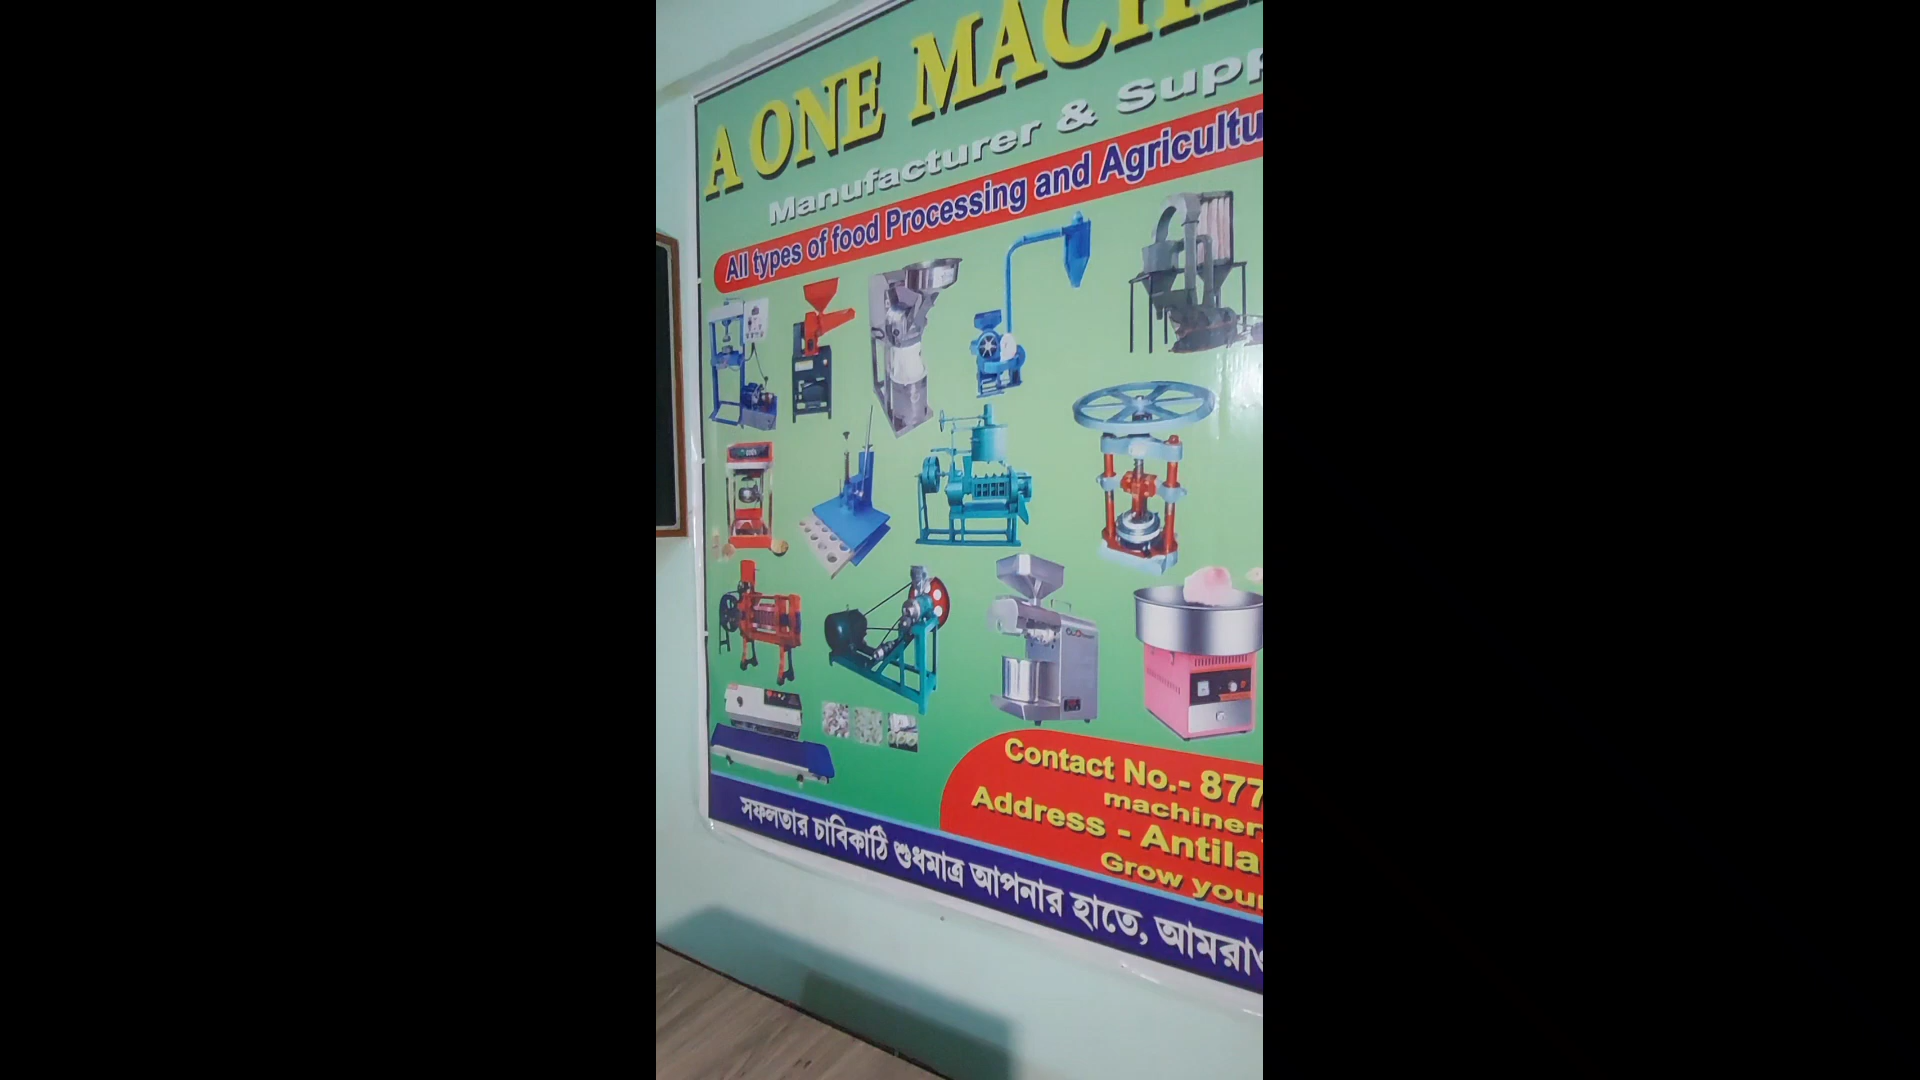 A ONE MACHI
Manufacturer & Supp
All types of food Processing and Agricultu
Contact No.- 877
machiner
Address - Antila
Grow your
সফলতার চাবিকাঠি শুধমাত্র আপনার হাতে, আমরাও